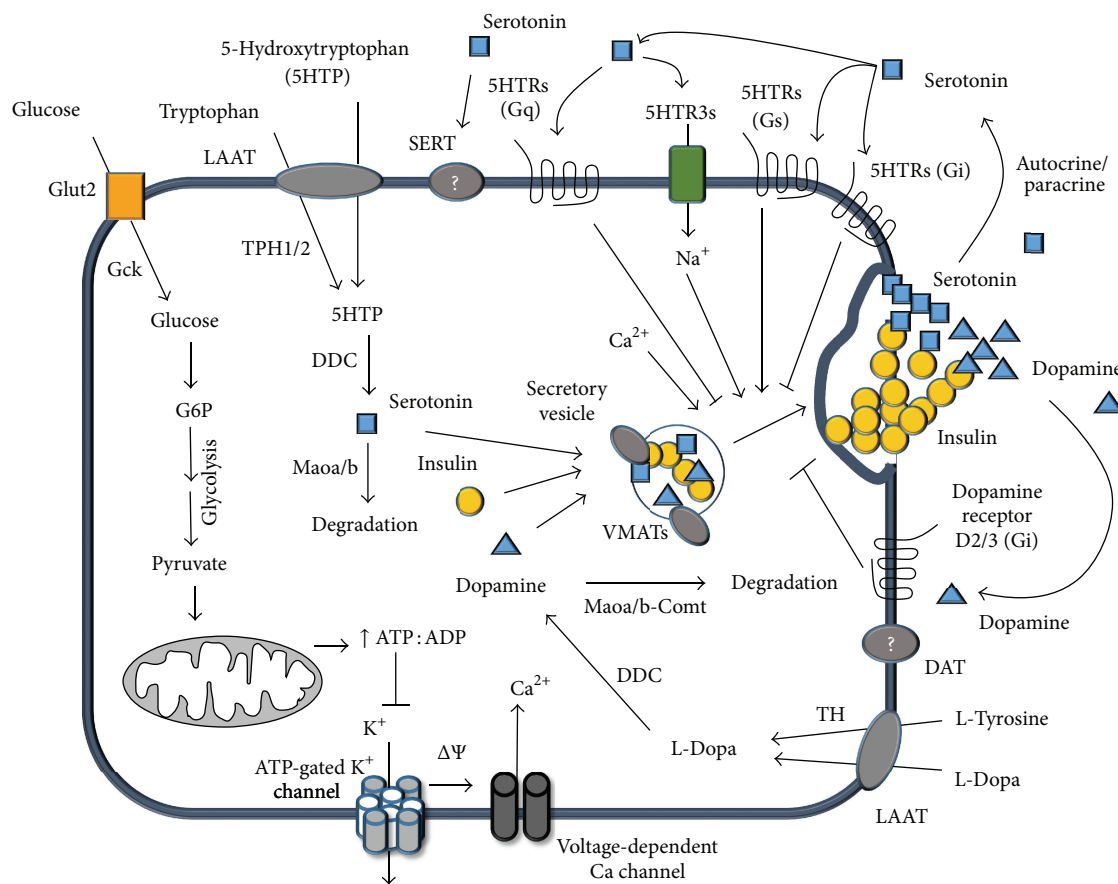 Serotonin
5-Hydroxytryptophan
(5HTP)
5HTRs
(Gq)
5HTR3s
5HTRs
(Gs)
Serotonin
Glucose
Tryptophan
LAAT
SERT
5HTRs (Gi)
Autocrine/
paracrine
Glut2
?
TPH1/2
Gck
Na⁺
Serotonin
Glucose
5HTP
Ca²⁺
DDC
Dopamine
Secretory
vesicle
Serotonin
G6P
Insulin
Insulin
Maoa/b
Glycolysis
Degradation
VMATs
Dopamine
receptor
D2/3 (Gi)
Pyruvate
Dopamine
Degradation
Maoa/b-Comt
Dopamine
?
DAT
↑ ATP : ADP
DDC
Ca²⁺
TH
L-Tyrosine
K⁺
L-Dopa
ΔΨ
ATP-gated K⁺
channel
L-Dopa
LAAT
Voltage-dependent
Ca channel